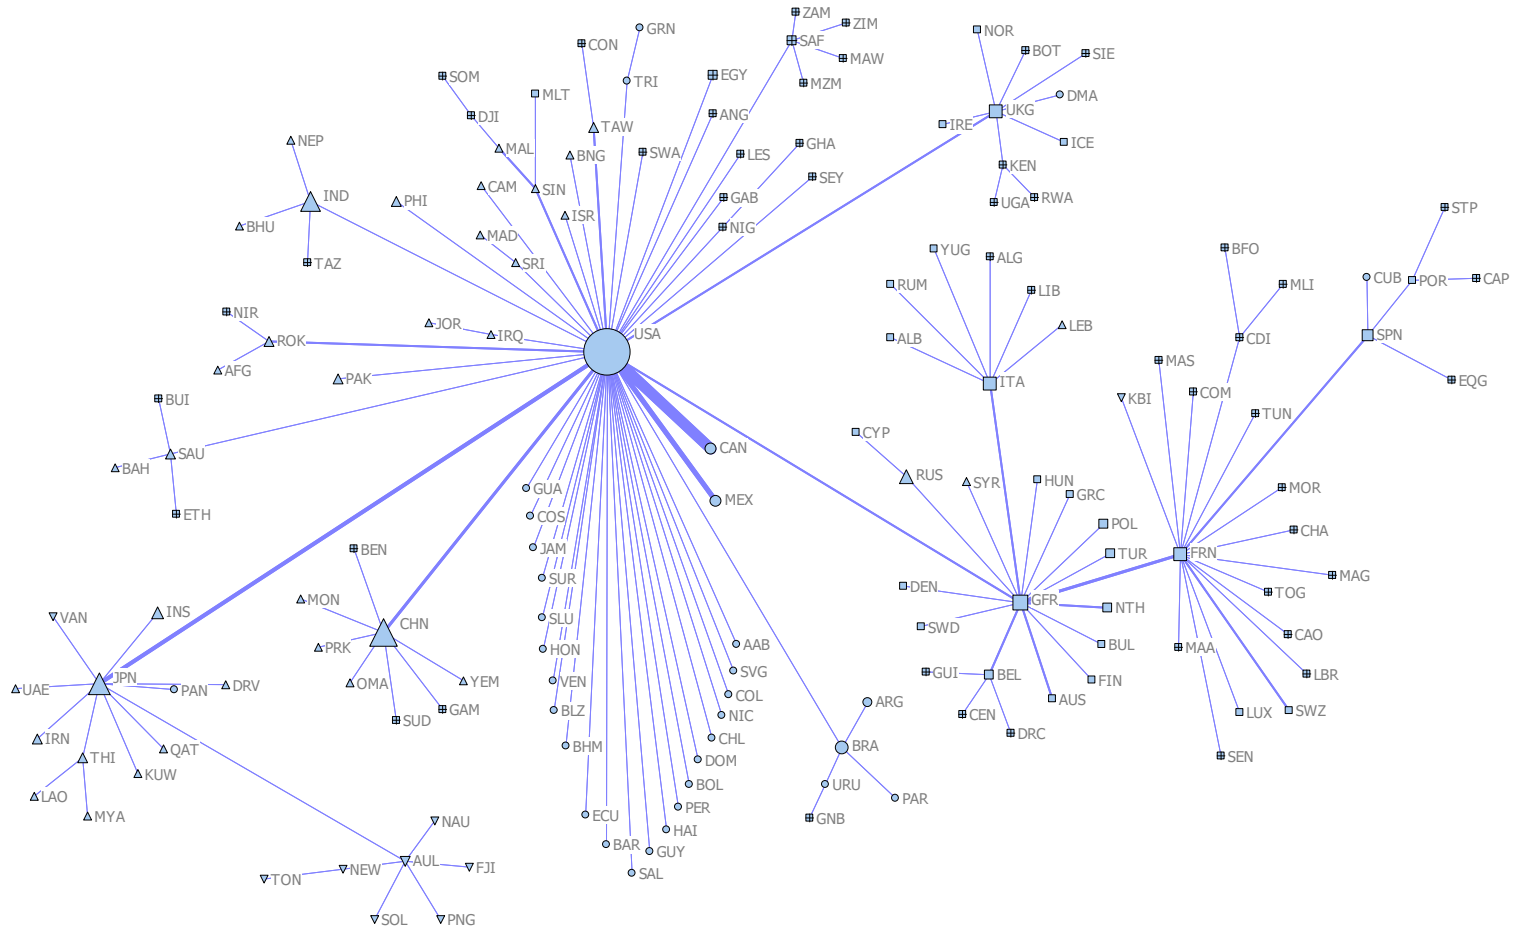 ZAM
ZIM
GRN
NOR
CON
SAF
BOT
SIE
MAW
SOM
EGY
TRI
MZM
MLT
DMA
UKG
DJI
ANG
IRE
TAW
NEP
ICE
GHA
MAL
BNG
SWA
LES
KEN
SEY
CAM
SIN
IND
PHI
GAB
RWA
UGA
STP
ISR
BHU
NIG
MAD
YUG
BFO
ALG
TAZ
SRI
CUB
POR
CAP
RUM
MLI
LIB
NIR
JOR
LEB
IRQ
USA
SPN
ALB
CDI
ROK
MAS
AFG
PAK
ITA
EQG
COM
BUI
KBI
TUN
CYP
CAN
SAU
BAH
RUS
HUN
SYR
GUA
MOR
GRC
MEX
ETH
COS
POL
CHA
JAM
BEN
TUR
FRN
MAG
SUR
DEN
TOG
MON
GFR
NTH
INS
VAN
SLU
CHN
SWD
CAO
AAB
BUL
PRK
HON
MAA
SVG
GUI
BEL
LBR
JPN
FIN
VEN
OMA
YEM
UAE
PAN
DRV
COL
AUS
ARG
GAM
BLZ
SWZ
LUX
NIC
CEN
SUD
DRC
IRN
CHL
BHM
BRA
QAT
SEN
THI
DOM
KUW
BOL
URU
LAO
PAR
PER
MYA
ECU
GNB
NAU
HAI
BAR
GUY
AUL
FJI
NEW
SAL
TON
SOL
PNG